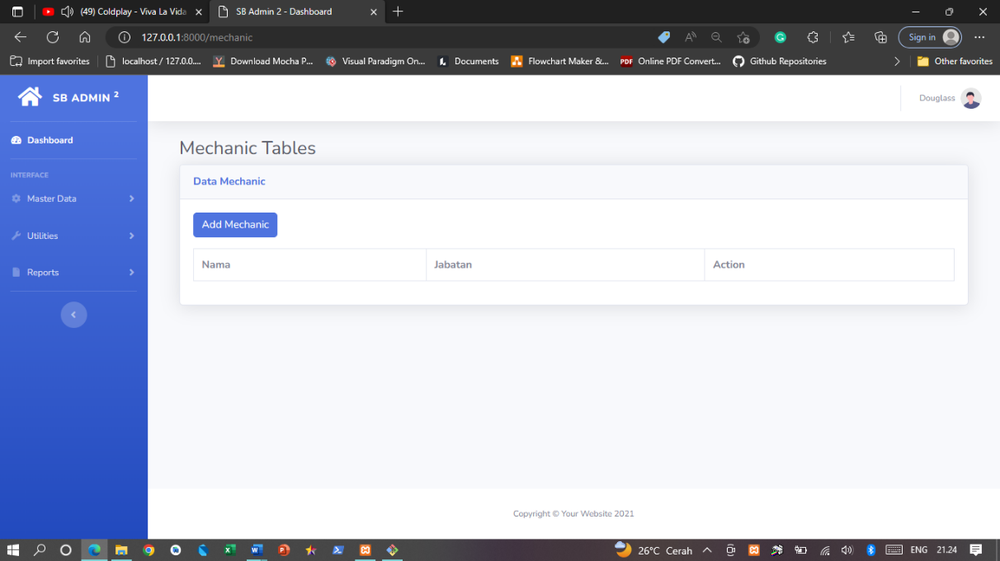 (49) Coldplay - Viva La Vida
SB Admin 2 - Dashboard
127.0.0.1:8000/mechanic
Sign in
Import favorites
localhost / 127.0.0...
Download Mocha P...
Visual Paradigm On...
Documents
Flowchart Maker &...
PDF Online PDF Convert...
Github Repositories
Other favorites
SB ADMIN 2
Douglass
Dashboard
INTERFACE
Master Data
Utilities
Reports
Mechanic Tables
Data Mechanic
Add Mechanic
Nama Jabatan Action
Copyright © Your Website 2021
26°C Cerah
ENG 21.24